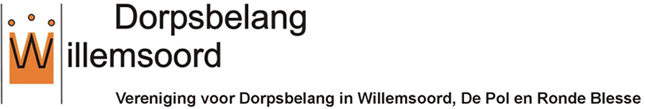 Dorpsbelang
Willemsoord
Vereniging voor Dorpsbelang in Willemsoord, De Pol en Ronde Blesse